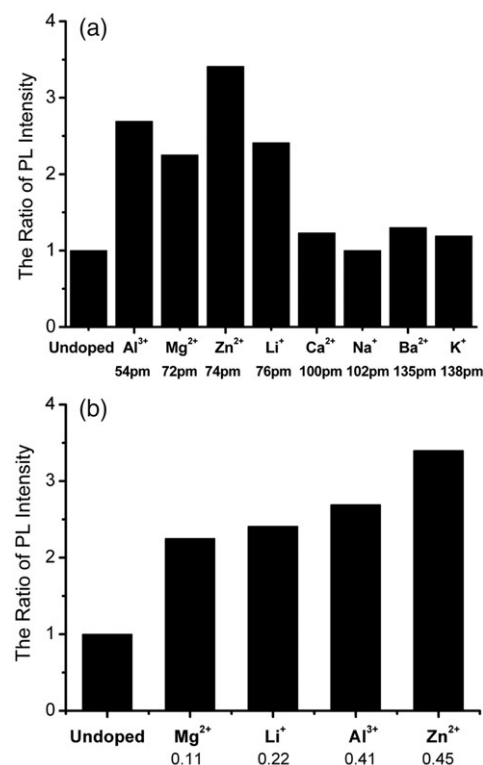 (a)
The Ratio of PL Intensity
4
3
2
1
0
Undoped Al³⁺ Mg²⁺ Zn²⁺ Li⁺ Ca²⁺ Na⁺ Ba²⁺ K⁺
54pm 72pm 74pm 76pm 100pm 102pm 135pm 138pm
(b)
The Ratio of PL Intensity
4
3
2
1
0
Undoped Mg²⁺ Li⁺ Al³⁺ Zn²⁺
0.11 0.22 0.41 0.45